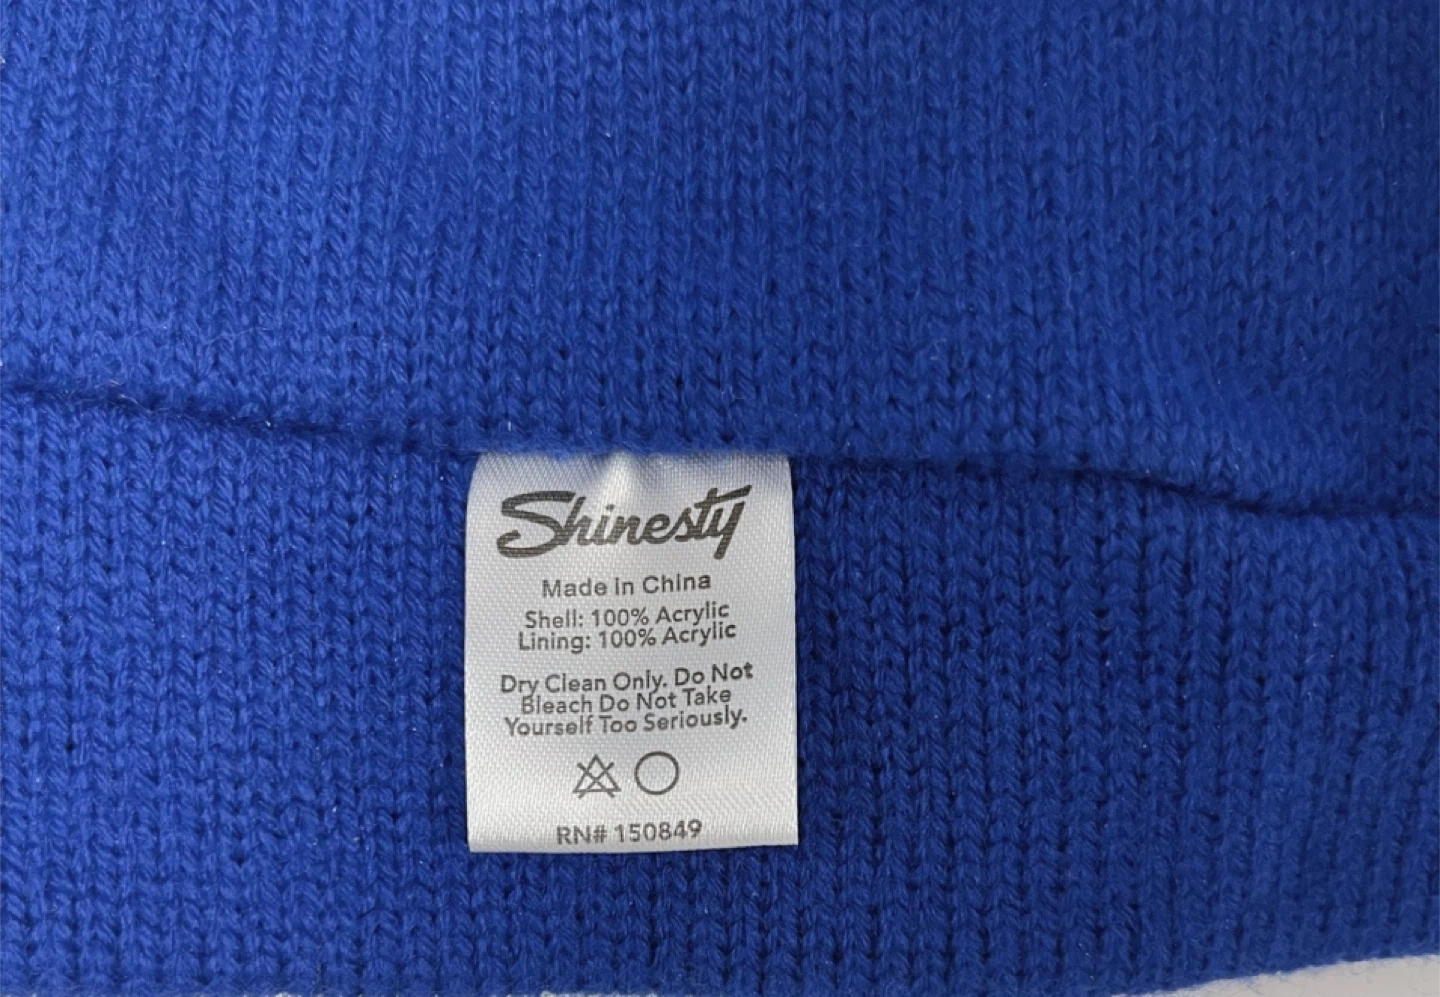 Shinesty
Made in China
Shell: 100% Acrylic
Lining: 100% Acrylic
Dry Clean Only. Do Not
Bleach Do Not Take
Yourself Too Seriously.
RN# 150849